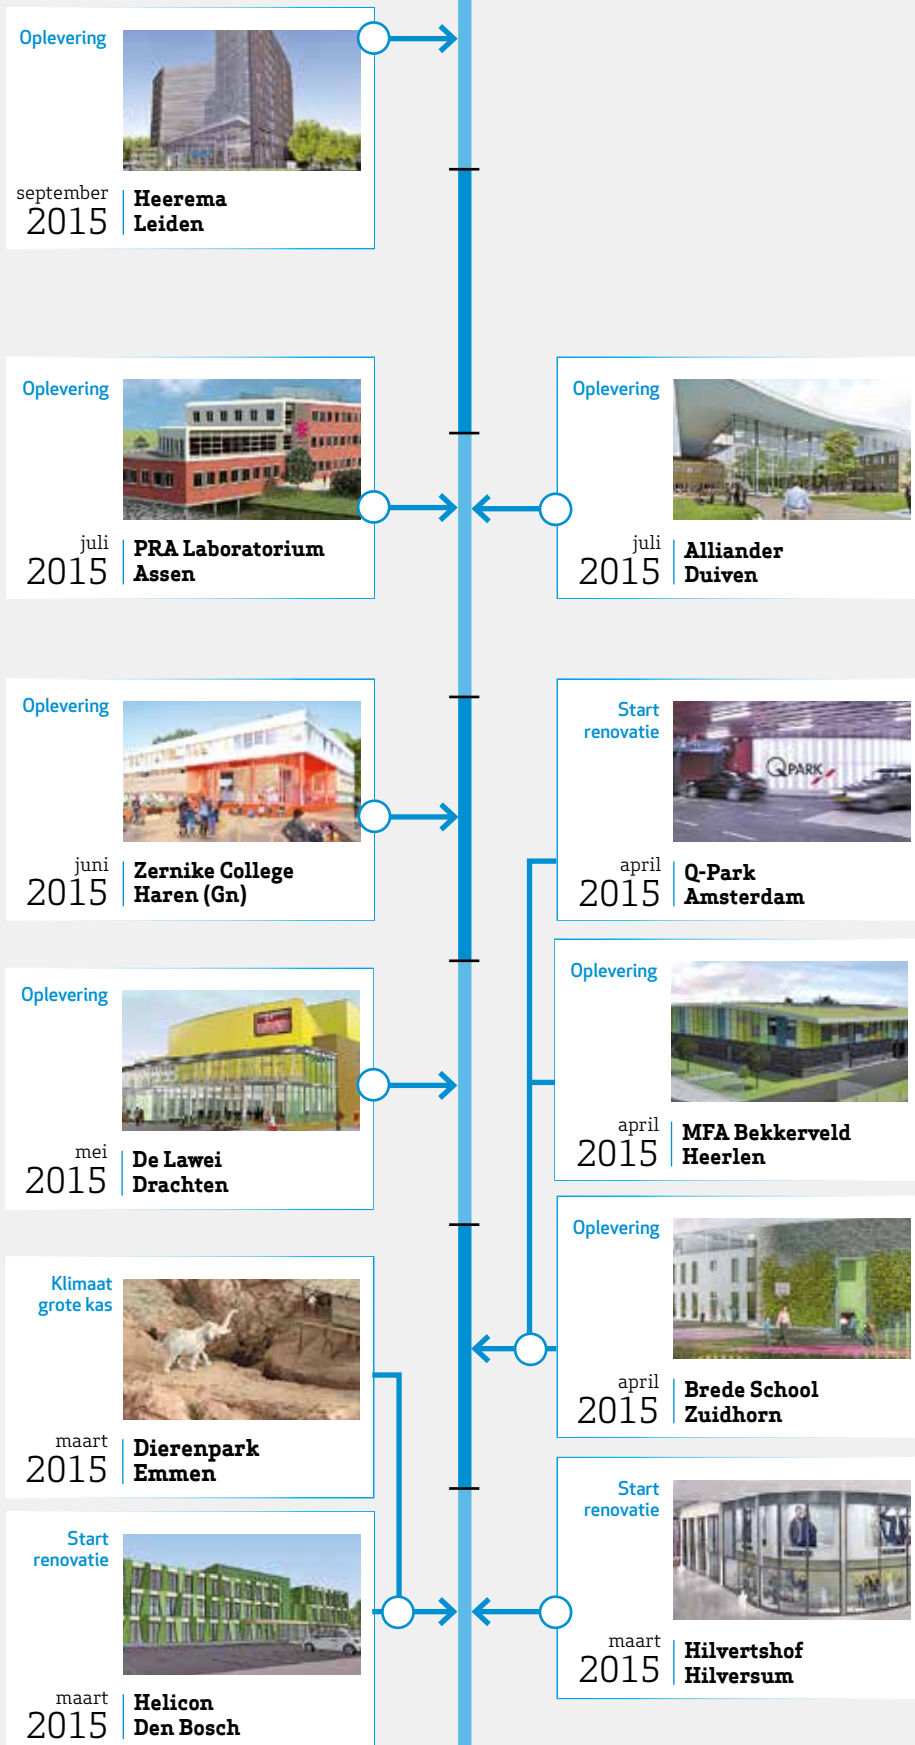 Oplevering
september
2015
Heerema
Leiden
Oplevering
juli
2015
PRA Laboratorium
Assen
Oplevering
juli
2015
Alliander
Duiven
Oplevering
juni
2015
Zernike College
Haren (Gn)
Start
renovatie
QPARK
april
2015
Q-Park
Amsterdam
Oplevering
mei
2015
De Lawei
Drachten
Oplevering
april
2015
MFA Bekkerveld
Heerlen
Oplevering
april
2015
Brede School
Zuidhorn
Klimaat
grote kas
maart
2015
Dierenpark
Emmen
Start
renovatie
maart
2015
Hilvertshof
Hilversum
Start
renovatie
maart
2015
Helicon
Den Bosch